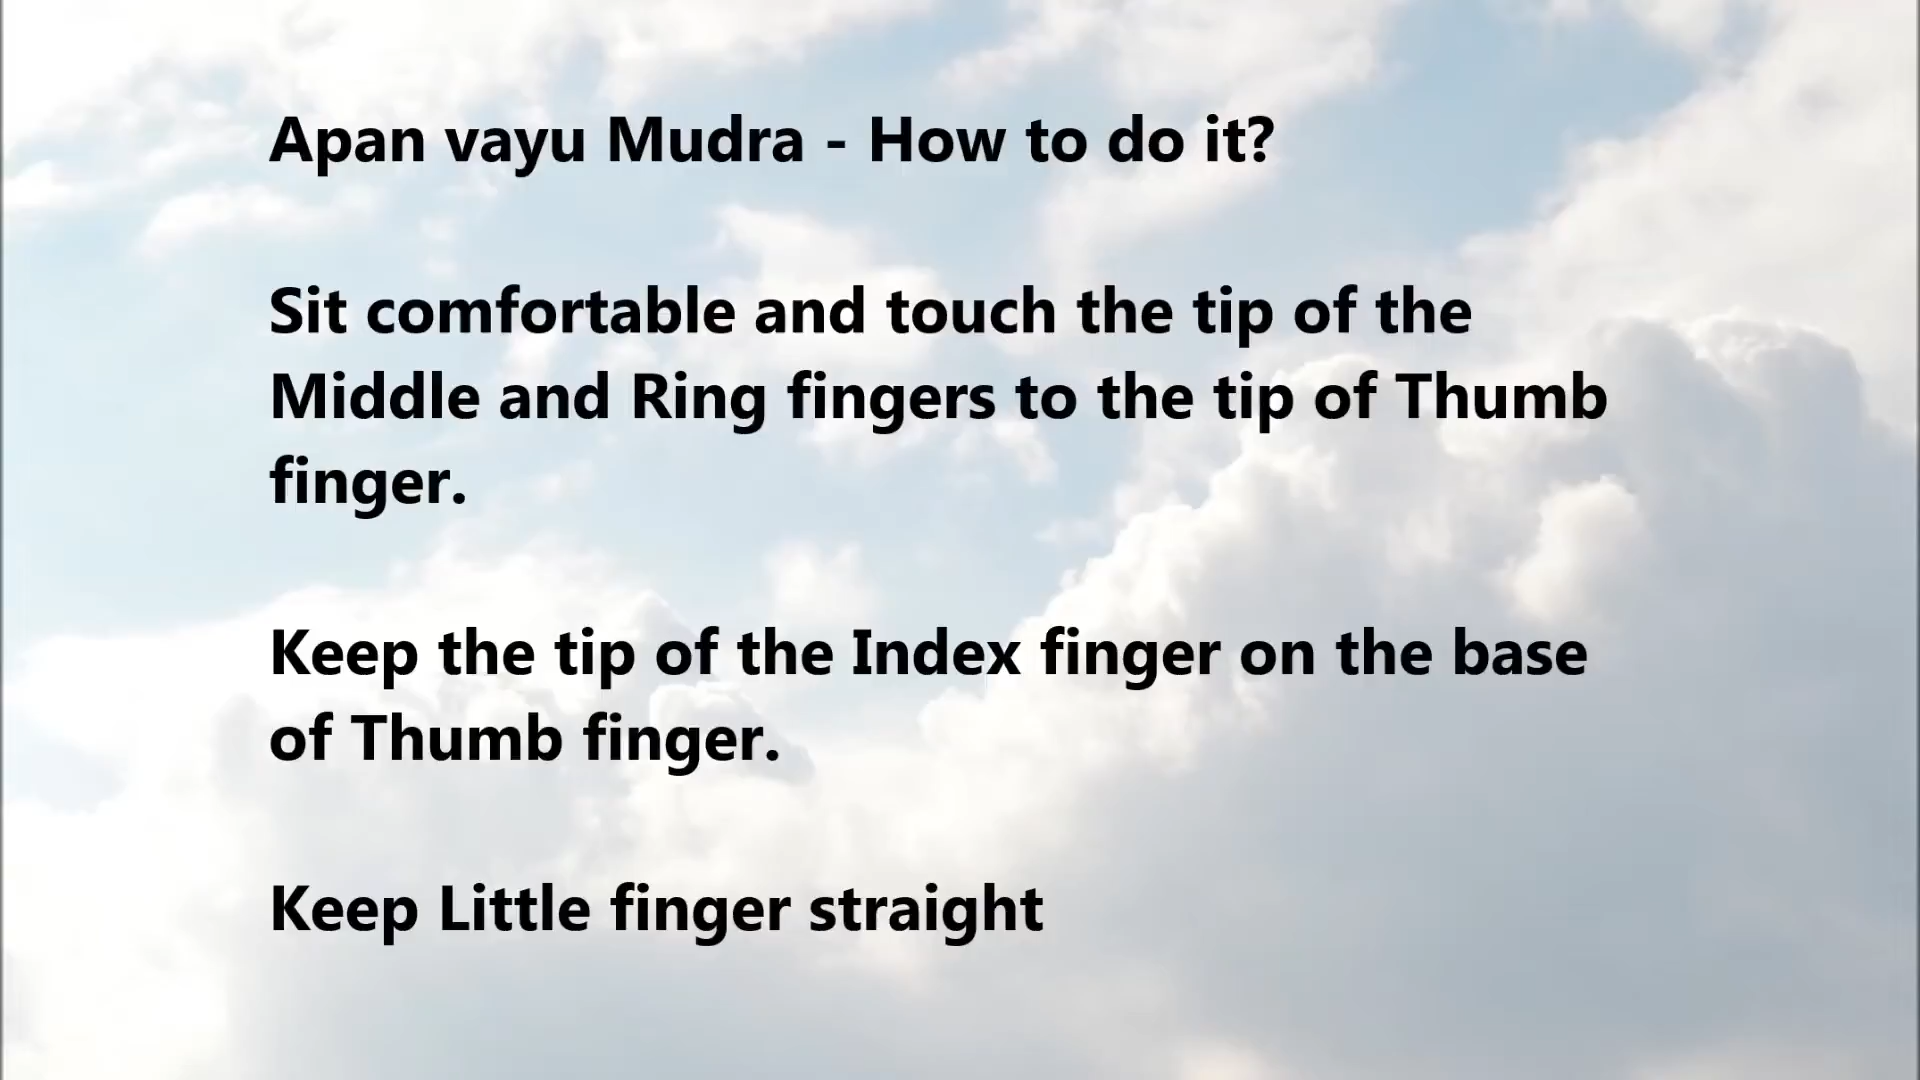 Apan vayu Mudra - How to do it?
Sit comfortable and touch the tip of the
Middle and Ring fingers to the tip of Thumb
finger.
Keep the tip of the Index finger on the base
of Thumb finger.
Keep Little finger straight